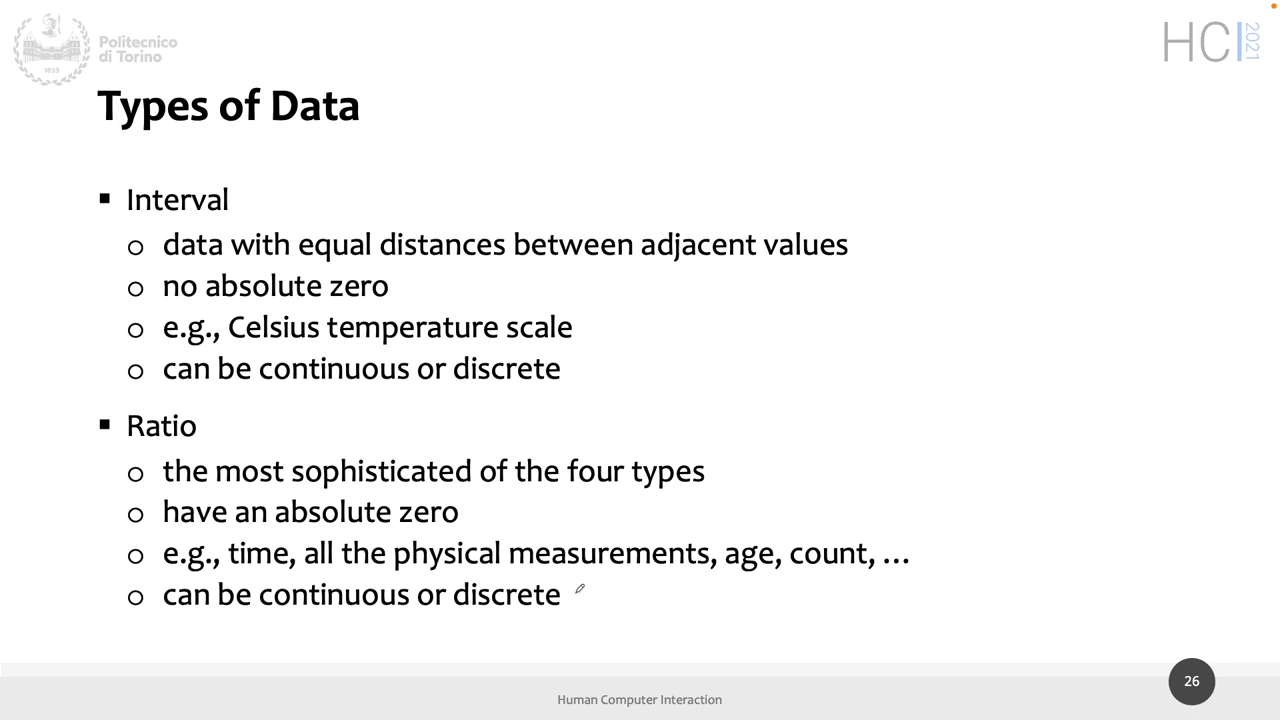 Politecnico
di Torino
1859
HCI 2021
Types of Data
▪ Interval
o data with equal distances between adjacent values
o no absolute zero
o e.g., Celsius temperature scale
o can be continuous or discrete
▪ Ratio
o the most sophisticated of the four types
o have an absolute zero
o e.g., time, all the physical measurements, age, count, ...
o can be continuous or discrete
Human Computer Interaction
26